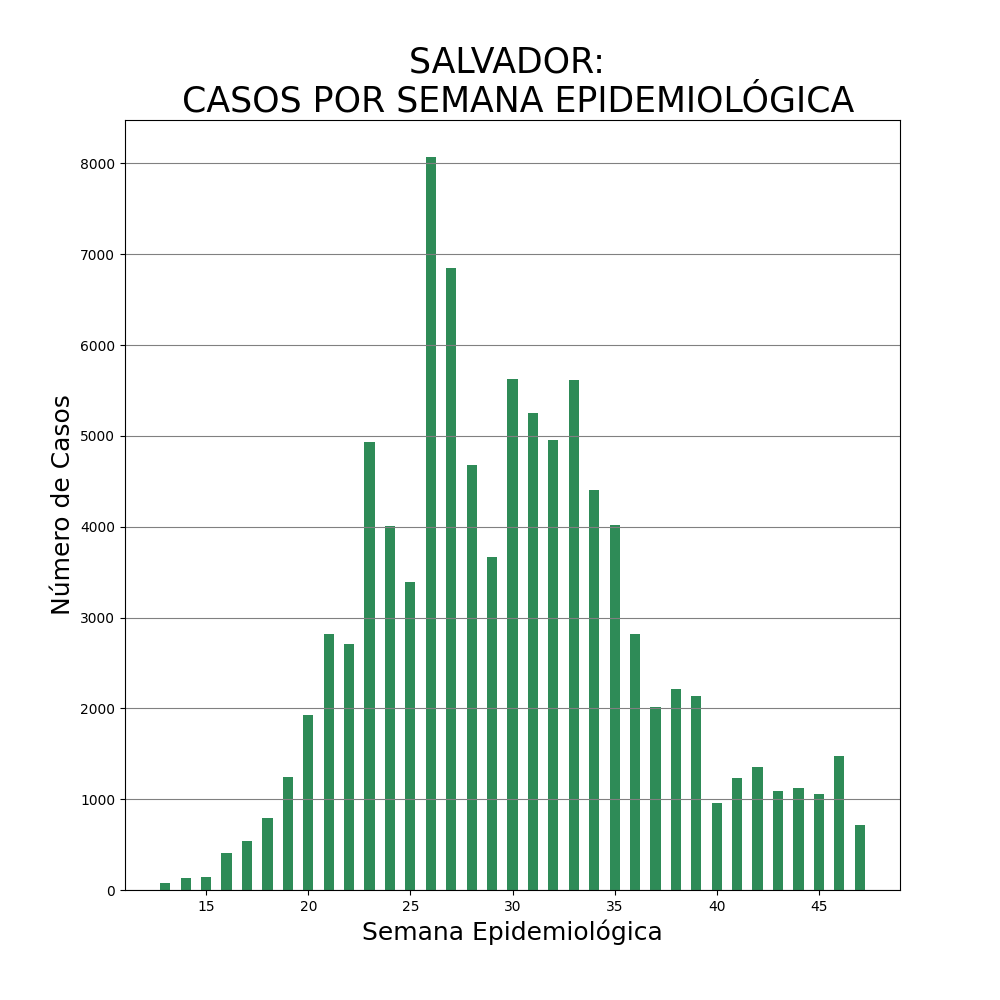 SALVADOR:
CASOS POR SEMANA EPIDEMIOLÓGICA
8000
7000
6000
5000
4000
3000
2000
1000
0
Número de Casos
15 20 25 30 35 40 45
Semana Epidemiológica